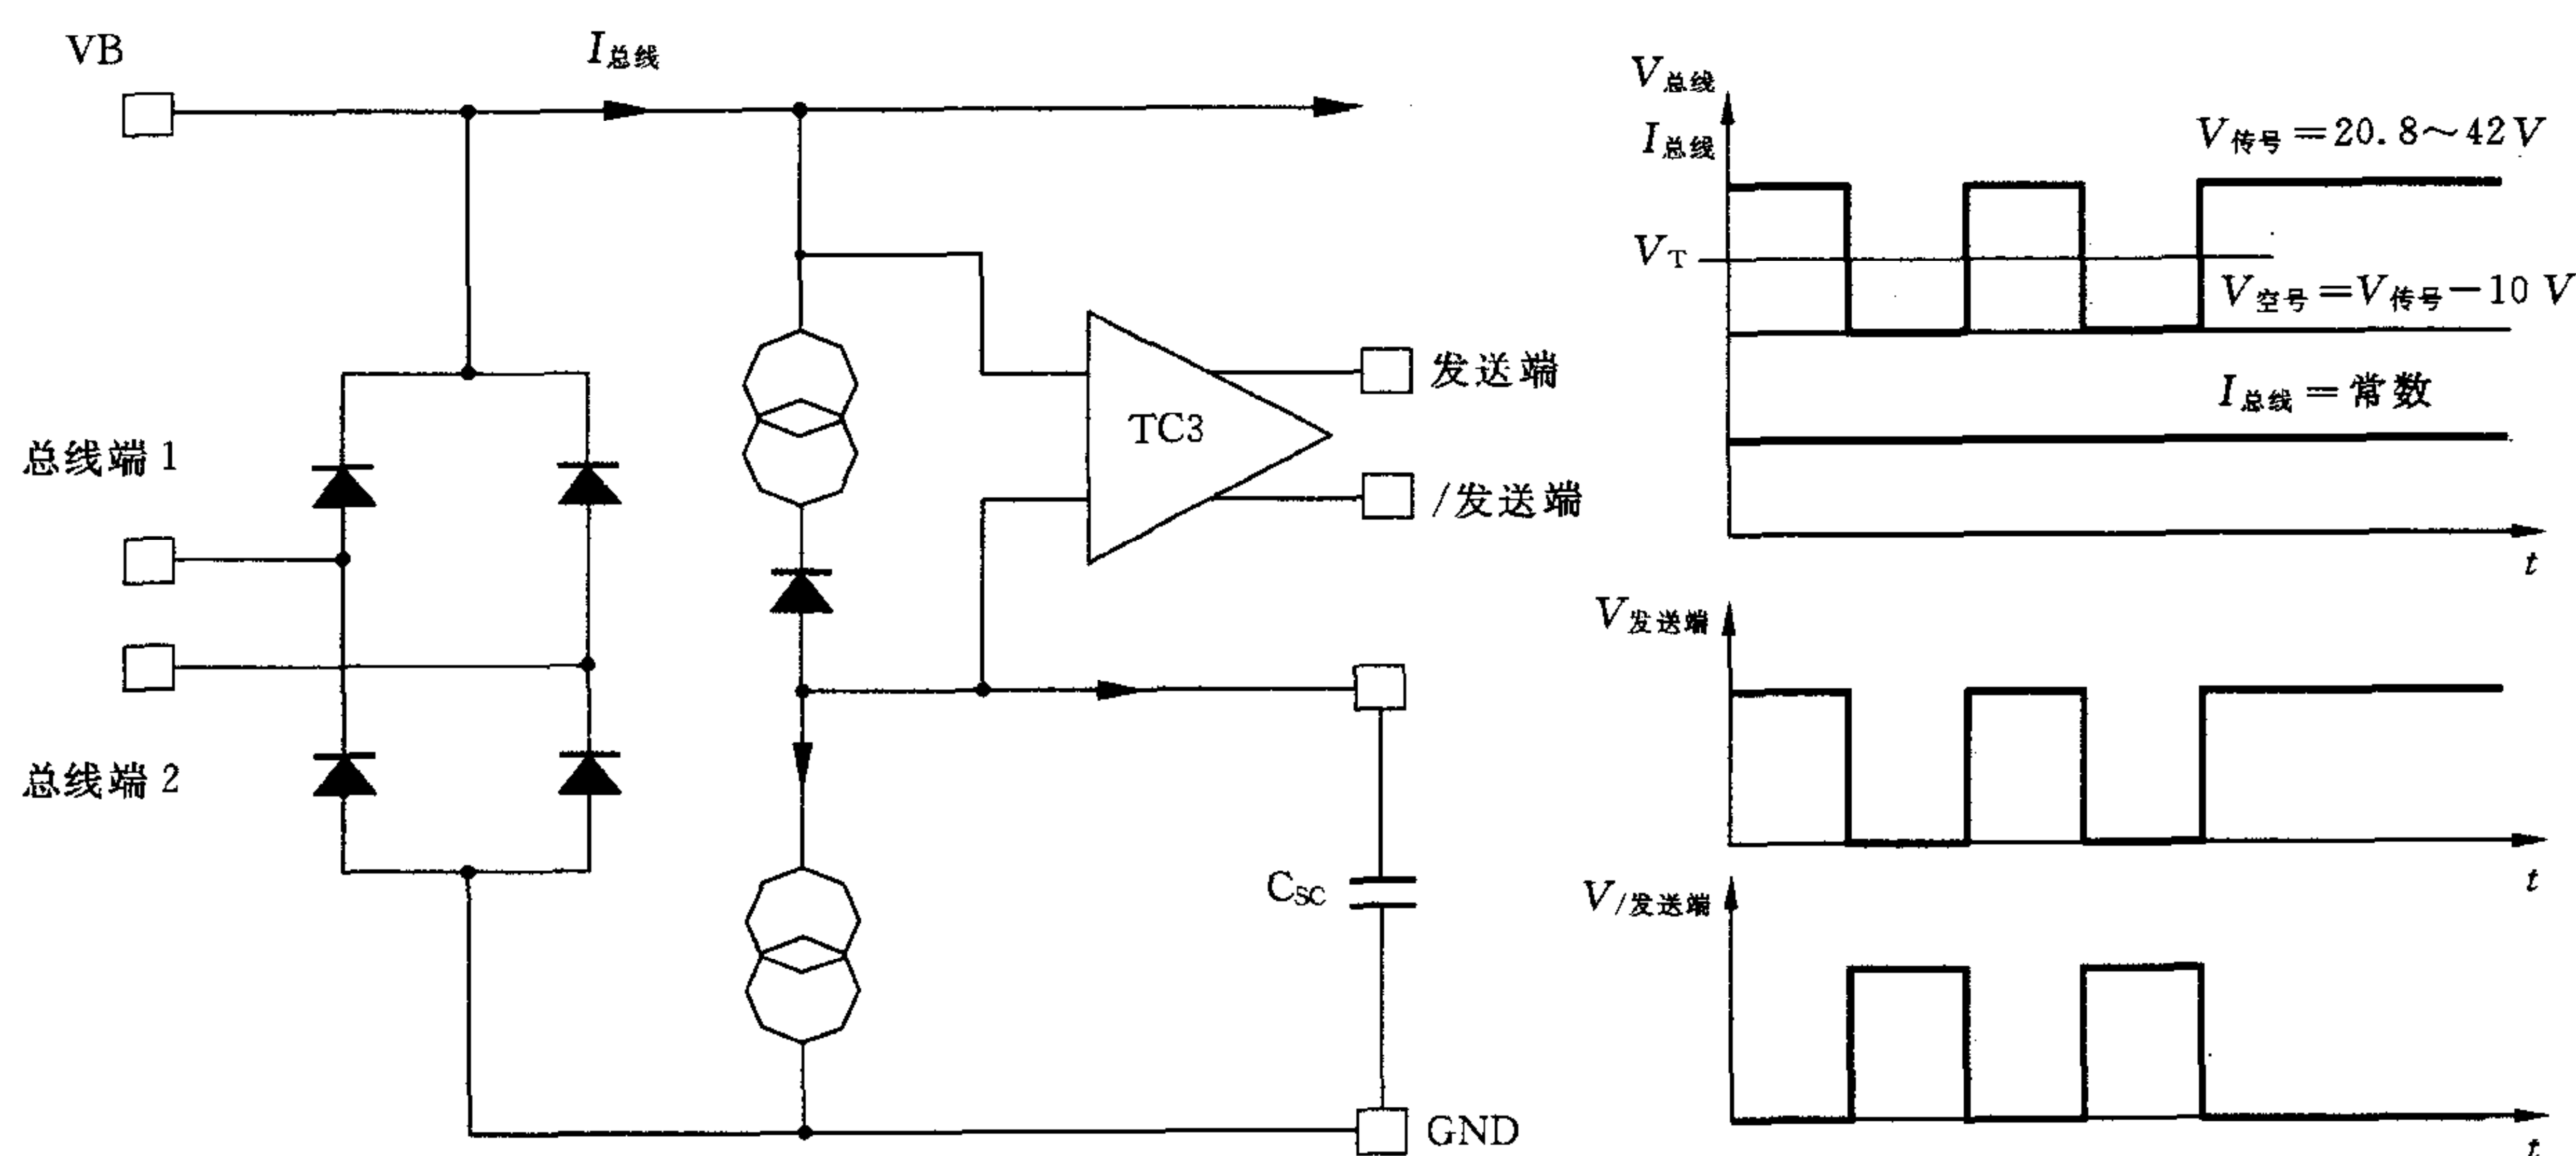 VB
I总线
总线端 1
总线端 2
TC3
发送端
/发送端
CSC
GND
V总线
I总线
V传号=20.8~42 V
VT
V空号=V传号-10 V
I总线=常数
t
V发送端
t
V/发送端
t